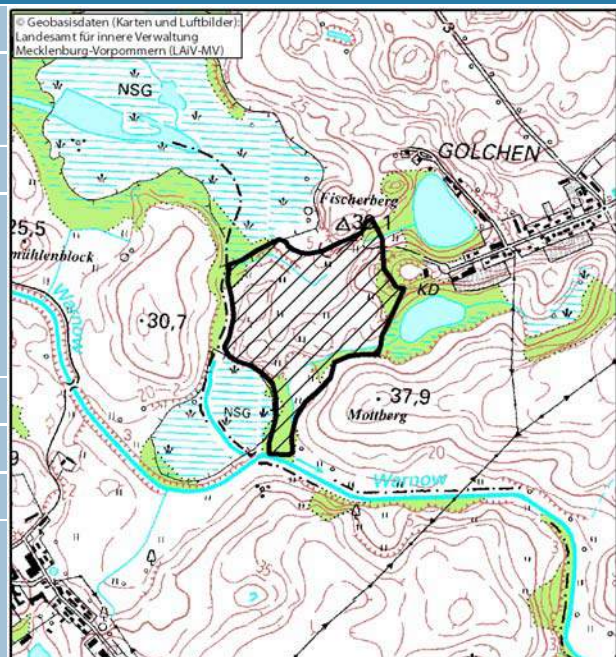 © Geobasisdaten (Karten und Luftbilder):
Landesamt für innere Verwaltung
Mecklenburg-Vorpommern (LAiV-MV)
NSG
GOLCHEN
Fischerberg
25,5
mühlenblock
KD
Warnow
30,7
37,9
NSG
Mottberg
20
Warnow